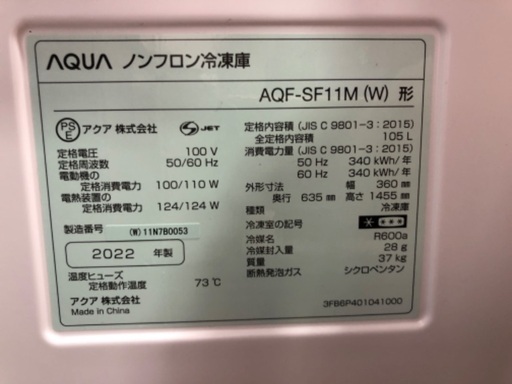 AQUA ノンフロン冷凍庫
AQF-SF11M (W) 形
PSE アクア 株式会社 S JET
定格電圧 100 V
定格周波数 50/60 Hz
電動機の
定格消費電力 100/110 W
電熱装置の
定格消費電力 124/124 W
製造番号 (W) 11N7B0053
2022 年製
温度ヒューズ
定格動作温度 73℃
アクア 株式会社
Made in China
定格内容積 (JIS C 9801-3:2015)
全定格内容積 105 L
消費電力量 (JIS C 9801-3:2015)
50 Hz 340 kWh/年
60 Hz 340 kWh/年
外形寸法 幅 360 mm
奥行 635 mm 高さ 1455 mm
種類 冷凍庫
冷凍室の記号
冷媒名 R600a
冷媒封入量 28 g
質量 37 kg
断熱発泡ガス シクロペンタン
3FB6P401041000